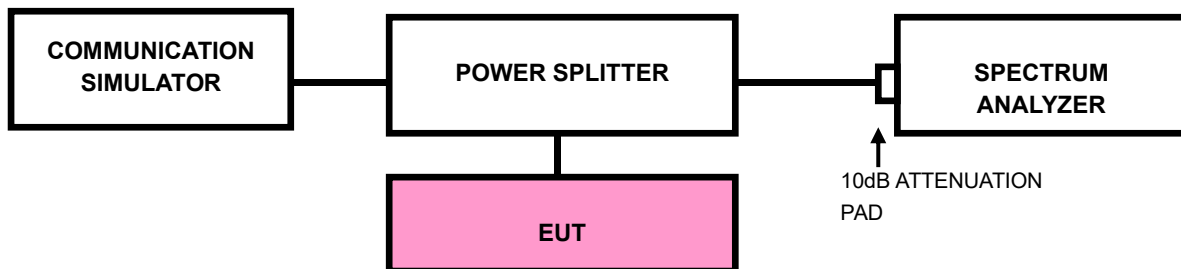 COMMUNICATION
SIMULATOR
POWER SPLITTER
SPECTRUM
ANALYZER
10dB ATTENUATION
PAD
EUT